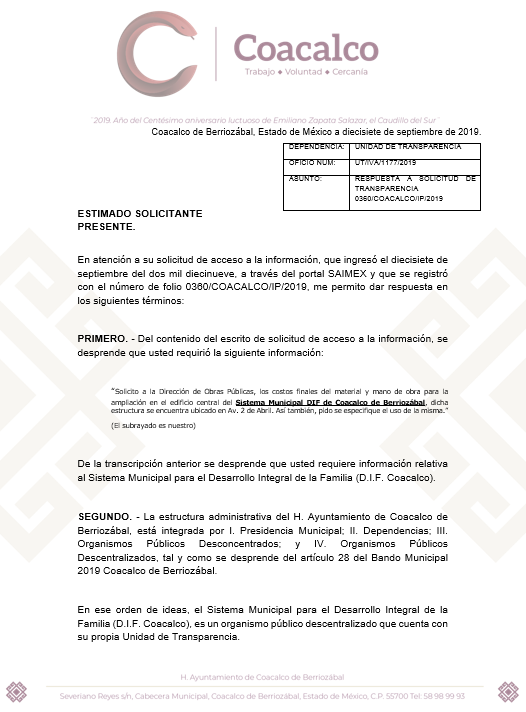 Coacalco
Trabajo ♦ Voluntad ♦ Cercanía
"2019. Año del Centésimo aniversario luctuoso de Emiliano Zapata Salazar, el Caudillo del Sur"
Coacalco de Berriozábal, Estado de México a diecisiete de septiembre de 2019.
DEPENDENCIA: UNIDAD DE TRANSPARENCIA
OFICIO NUM: UT/IVA/1177/2019
ASUNTO: RESPUESTA A SOLICITUD DE
TRANSPARENCIA
0360/COACALCO/IP/2019
ESTIMADO SOLICITANTE
PRESENTE.
En atención a su solicitud de acceso a la información, que ingresó el diecisiete de
septiembre del dos mil diecinueve, a través del portal SAIMEX y que se registró
con el número de folio 0360/COACALCO/IP/2019, me permito dar respuesta en
los siguientes términos:
PRIMERO. - Del contenido del escrito de solicitud de acceso a la información, se
desprende que usted requirió la siguiente información:
"Solicito a la Dirección de Obras Públicas, los costos finales del material y mano de obra para la
ampliación en el edificio central del Sistema Municipal DIF de Coacalco de Berriozábal, dicha
estructura se encuentra ubicado en Av. 2 de Abril. Así también, pido se especifique el uso de la misma."
(El subrayado es nuestro)
De la transcripción anterior se desprende que usted requiere información relativa
al Sistema Municipal para el Desarrollo Integral de la Familia (D.I.F. Coacalco).
SEGUNDO. - La estructura administrativa del H. Ayuntamiento de Coacalco de
Berriozábal, está integrada por I. Presidencia Municipal; II. Dependencias; III.
Organismos Públicos Desconcentrados; y IV. Organismos Públicos
Descentralizados, tal y como se desprende del artículo 28 del Bando Municipal
2019 Coacalco de Berriozábal.
En ese orden de ideas, el Sistema Municipal para el Desarrollo Integral de la
Familia (D.I.F. Coacalco), es un organismo público descentralizado que cuenta con
su propia Unidad de Transparencia.
H. Ayuntamiento de Coacalco de Berriozábal
Severiano Reyes s/n, Cabecera Municipal, Coacalco de Berriozábal, Estado de México, C.P. 55700 Tel: 58 98 99 93